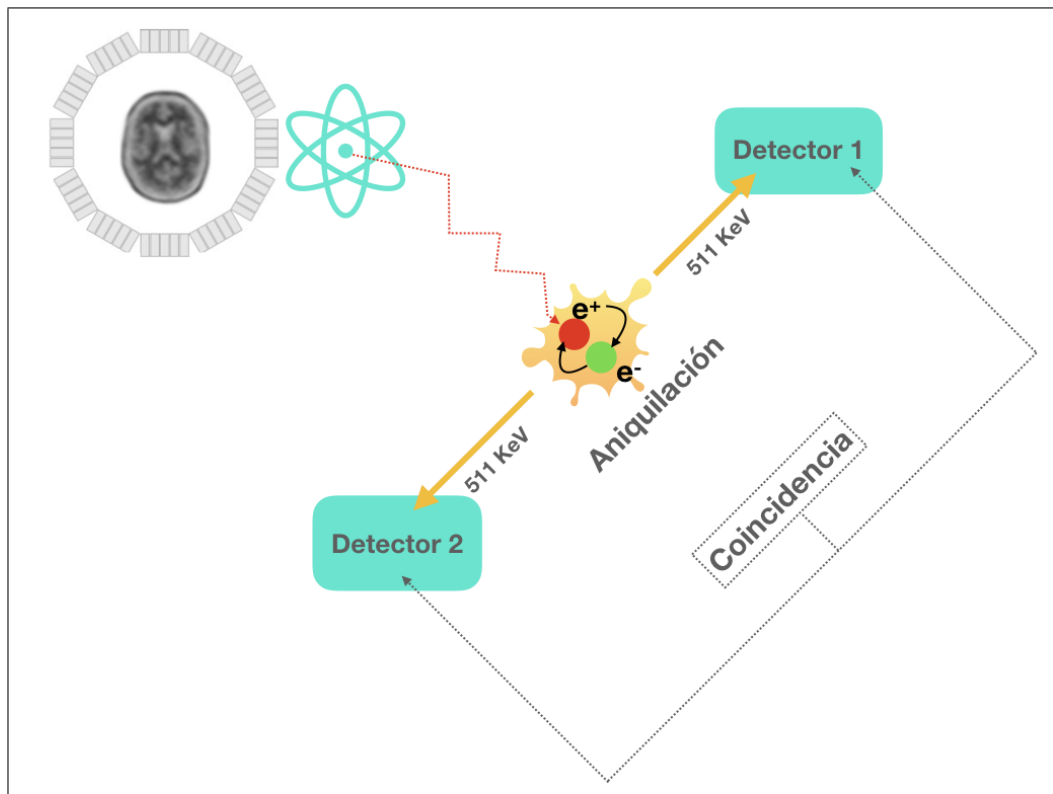 Detector 1
511 KeV
e+
e-
Aniquilación
511 KeV
Coincidencia
Detector 2